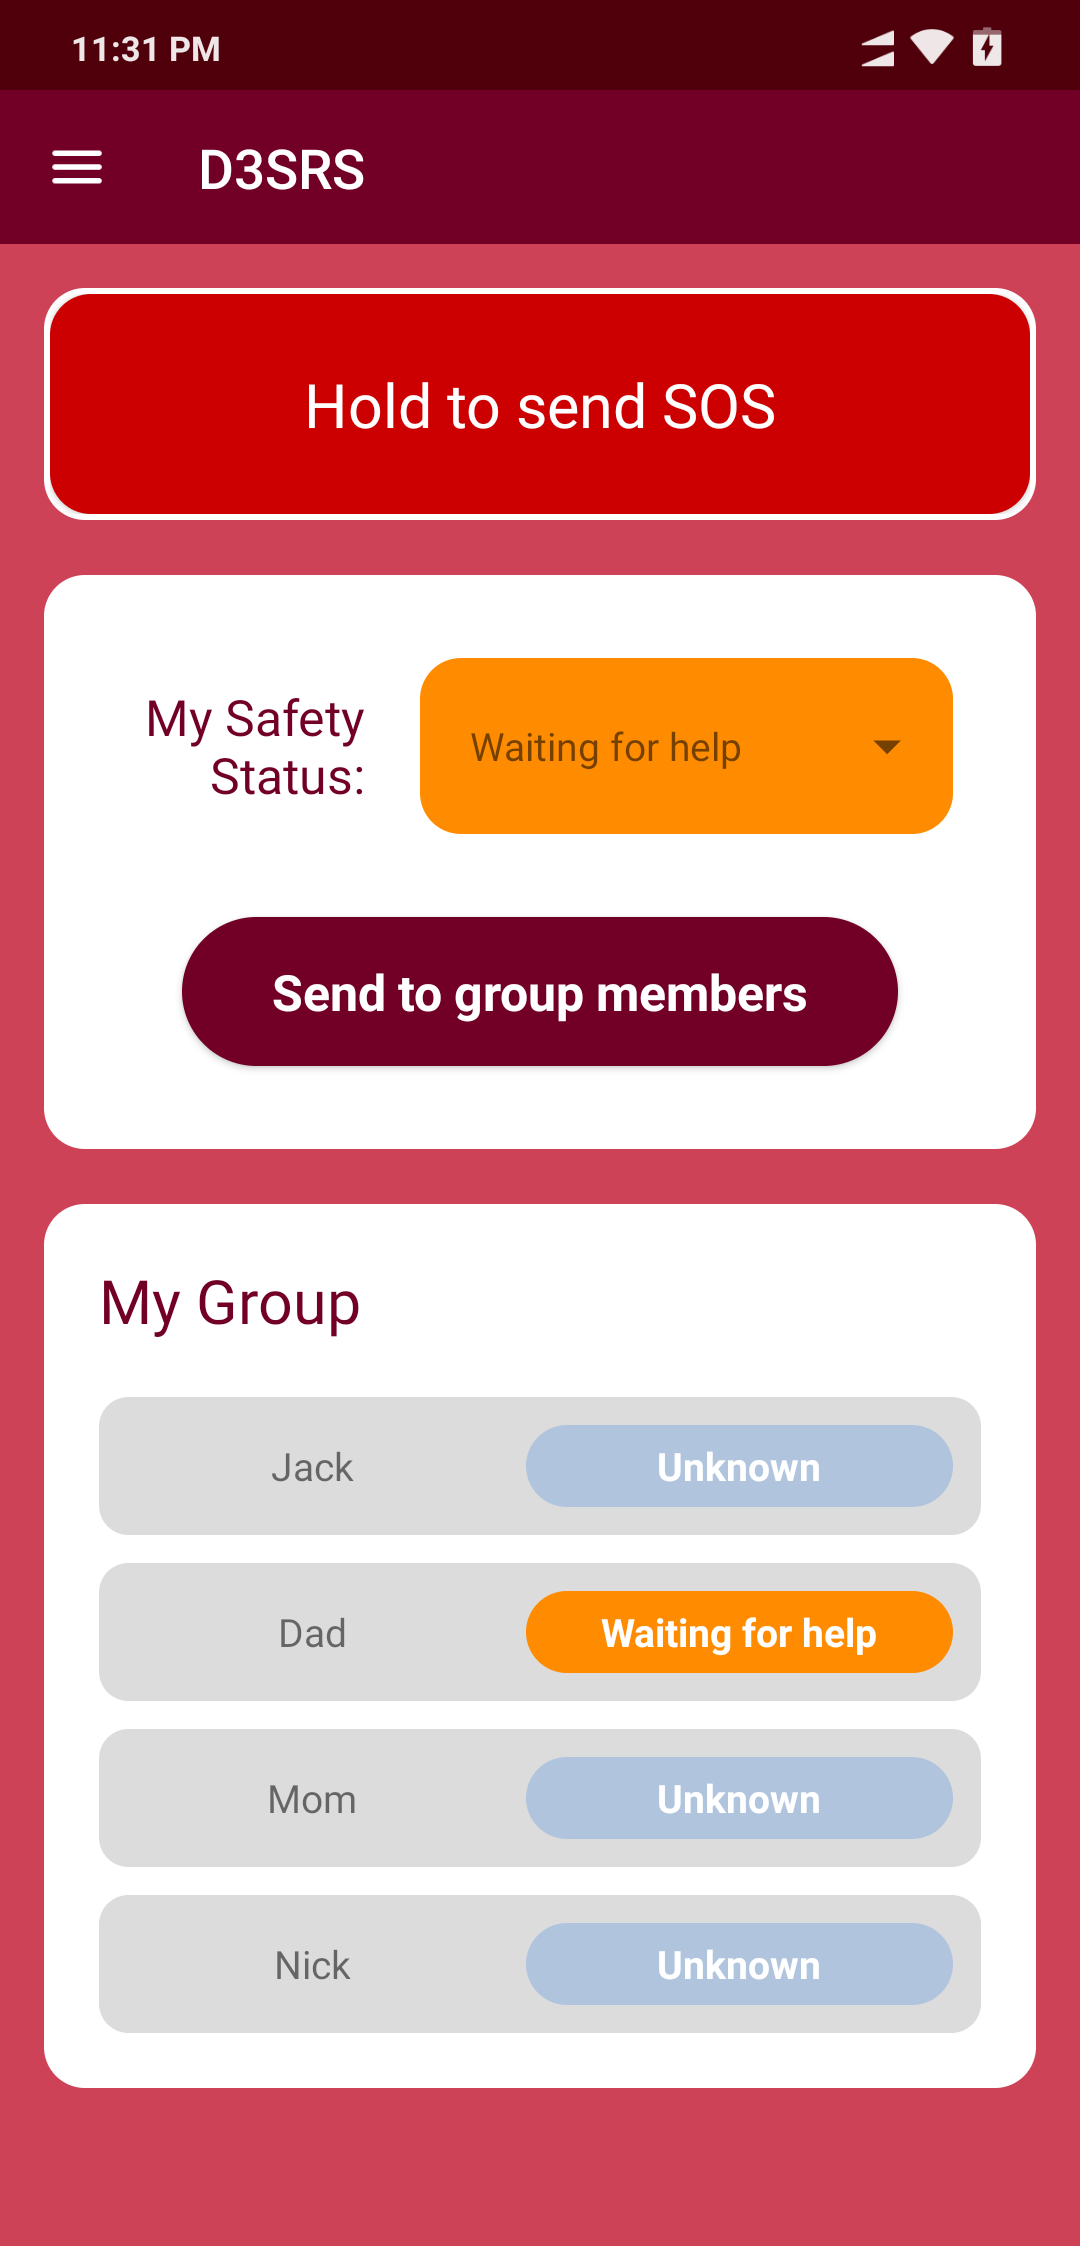 11:31 PM
D3SRS
Hold to send SOS
My Safety
Status:
Waiting for help
Send to group members
My Group
Jack
Unknown
Dad
Waiting for help
Mom
Unknown
Nick
Unknown